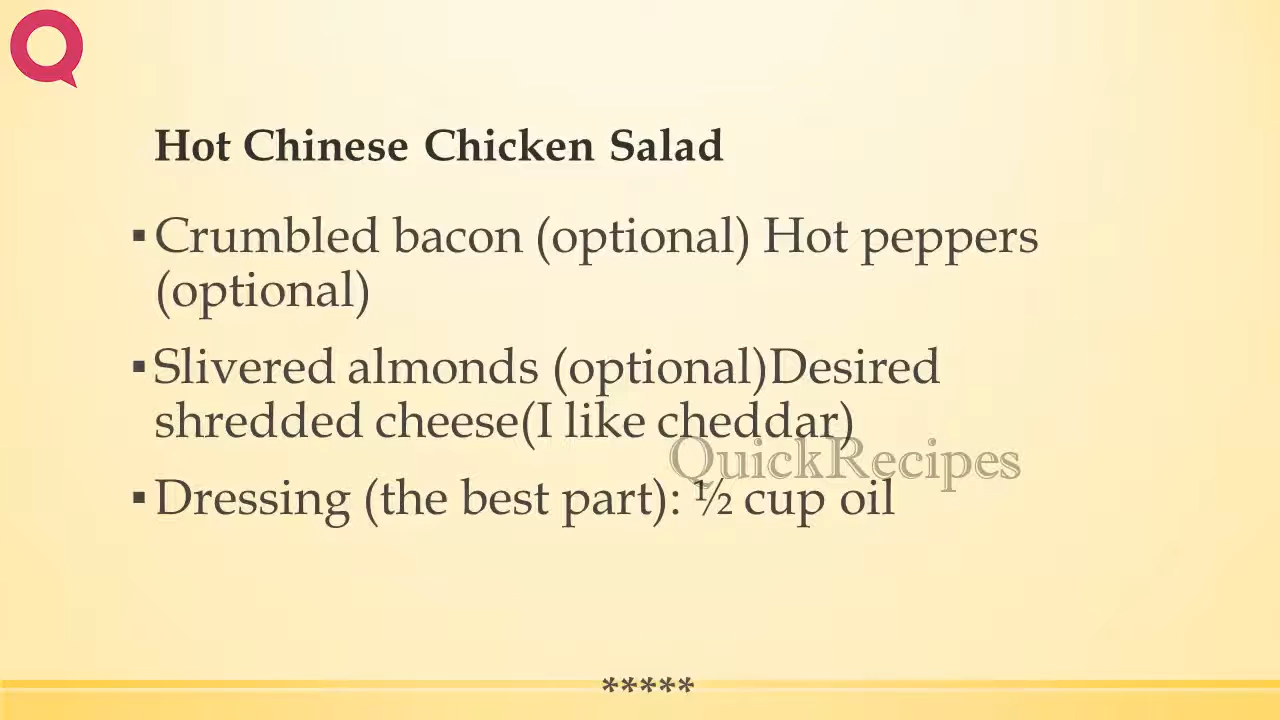 Hot Chinese Chicken Salad
▪Crumbled bacon (optional) Hot peppers
(optional)
▪Slivered almonds (optional)Desired
shredded cheese(I like cheddar)
QuickRecipes
▪Dressing (the best part): ½ cup oil
*****